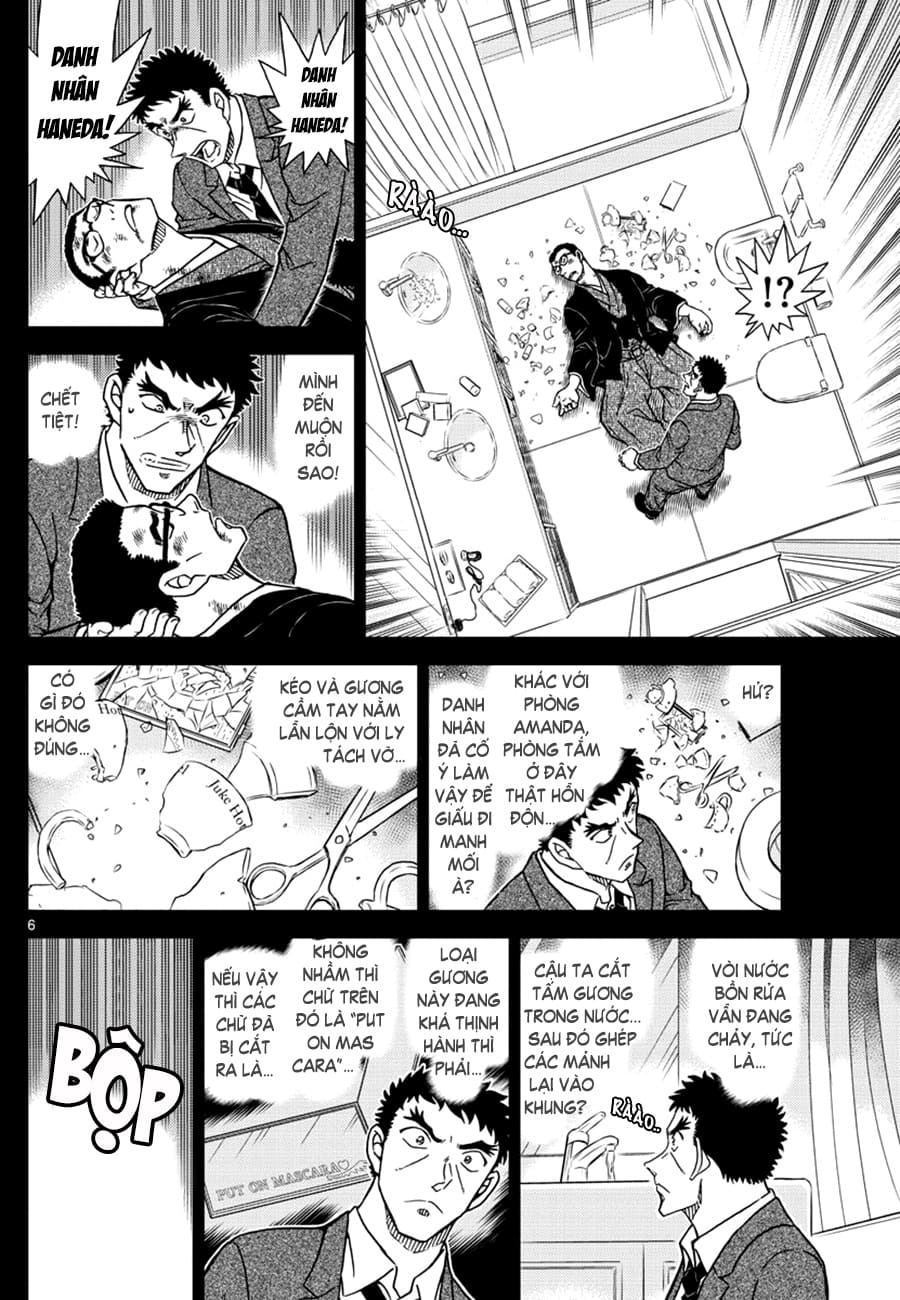 RÀÀO...
!?
DANH
NHÂN
HANEDA!
DANH
NHÂN
HANEDA!
MÌNH
ĐẾN
MUỘN
RỒI
SAO!
CHẾT
TIỆT!
HỬ?
KHÁC VỚI
PHÒNG
AMANDA,
PHÒNG TẮM
Ở ĐÂY
THẬT HỖN
ĐỘN...
DANH
NHÂN
ĐÃ CỐ
Ý LÀM
VẬY ĐỂ
GIẤU ĐI
MANH
MỐI
À?
KÉO VÀ GƯƠNG
CẦM TAY NẰM
LẨN LỘN VỚI LY
TÁCH VỠ...
CÓ
GÌ ĐÓ
KHÔNG
ĐÚNG...
Hot
Juke Hot
6
VÒI NƯỚC
BỒN RỬA
VẪN ĐANG
CHẢY, TỨC
LÀ...
CẬU TA CẮT
TẤM GƯƠNG
TRONG NƯỚC...
SAU ĐÓ GHÉP
CÁC MẢNH
LẠI VÀO
KHUNG?
RÀÀO..
LOẠI
GƯƠNG
NÀY ĐANG
KHÁ THỊNH
HÀNH THÌ
PHẢI...
KHÔNG
NHẦM THÌ
CHỮ TRÊN
ĐÓ LÀ "PUT
ON MAS
CARA"...
NẾU VẬY
THÌ CÁC
CHỮ ĐÃ
BỊ CẮT
RA LÀ...
PUT ON MASCARA♡
BỘP